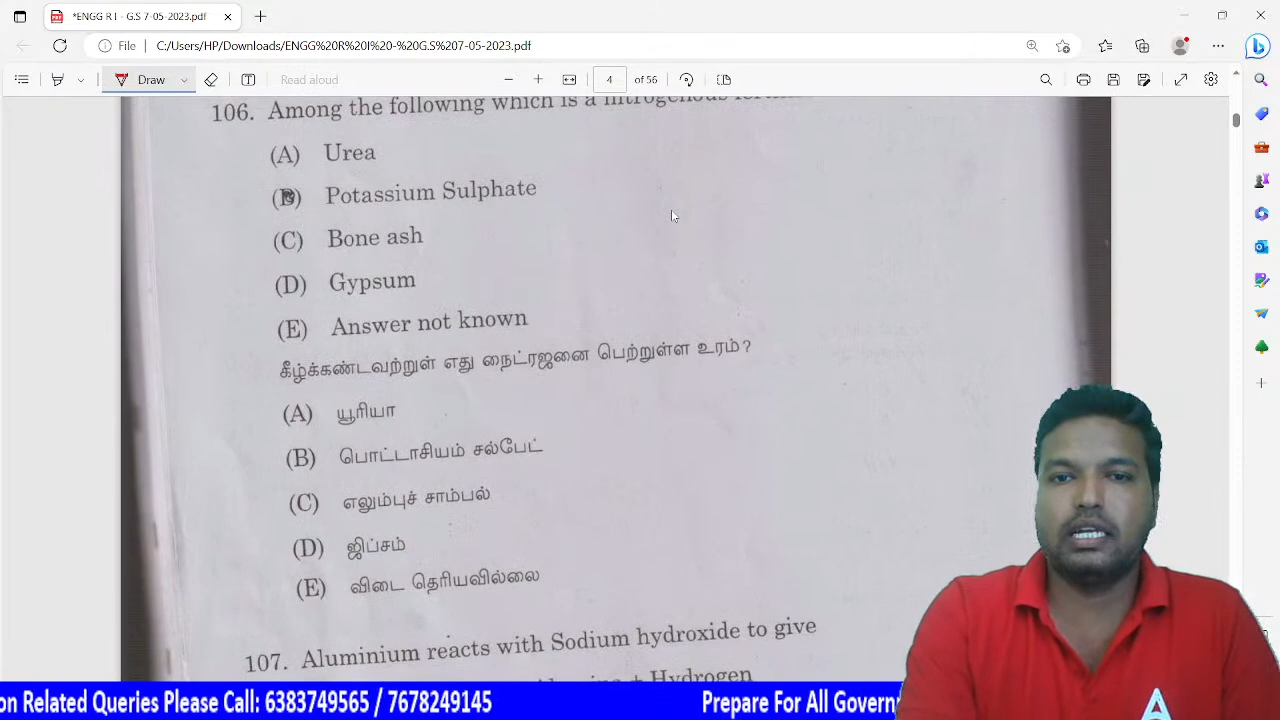 *ENGG R I - G.S 7-05-2023.pdf
File C:/Users/HP/Downloads/ENGG%20R%20I%20-%20G.S%207-05-2023.pdf
Draw Read aloud 4 of 56
106. Among the following which is a nitrogenous
(A) Urea
(B) Potassium Sulphate
(C) Bone ash
(D) Gypsum
(E) Answer not known
கீழ்க்கண்டவற்றுள் எது நைட்ரஜனை பெற்றுள்ள உரம்?
(A) யூரியா
(B) பொட்டாசியம் சல்பேட்
(C) எலும்புச் சாம்பல்
(D) ஜிப்சம்
(E) விடை தெரியவில்லை
107. Aluminium reacts with Sodium hydroxide to give
+ Hydrogen
on Related Queries Please Call: 6383749565 / 7678249145 Prepare For All Govern